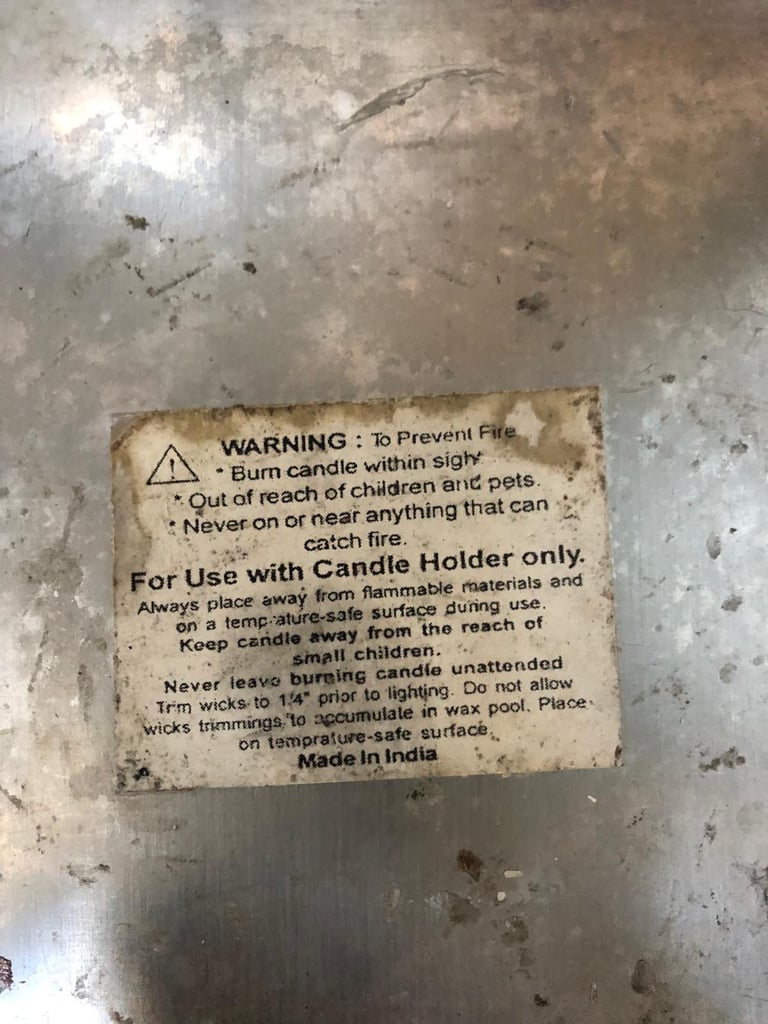 WARNING : To Prevent Fire
* Burn candle within sight
* Out of reach of children and pets.
* Never on or near anything that can
catch fire.
For Use with Candle Holder only.
Always place away from flammable materials and
on a temprature-safe surface during use.
Keep candle away from the reach of
small children.
Never leave burning candle unattended
Trim wicks to 1/4" prior to lighting. Do not allow
wicks trimmings to accumulate in wax pool. Place
on temprature-safe surface.
Made In India